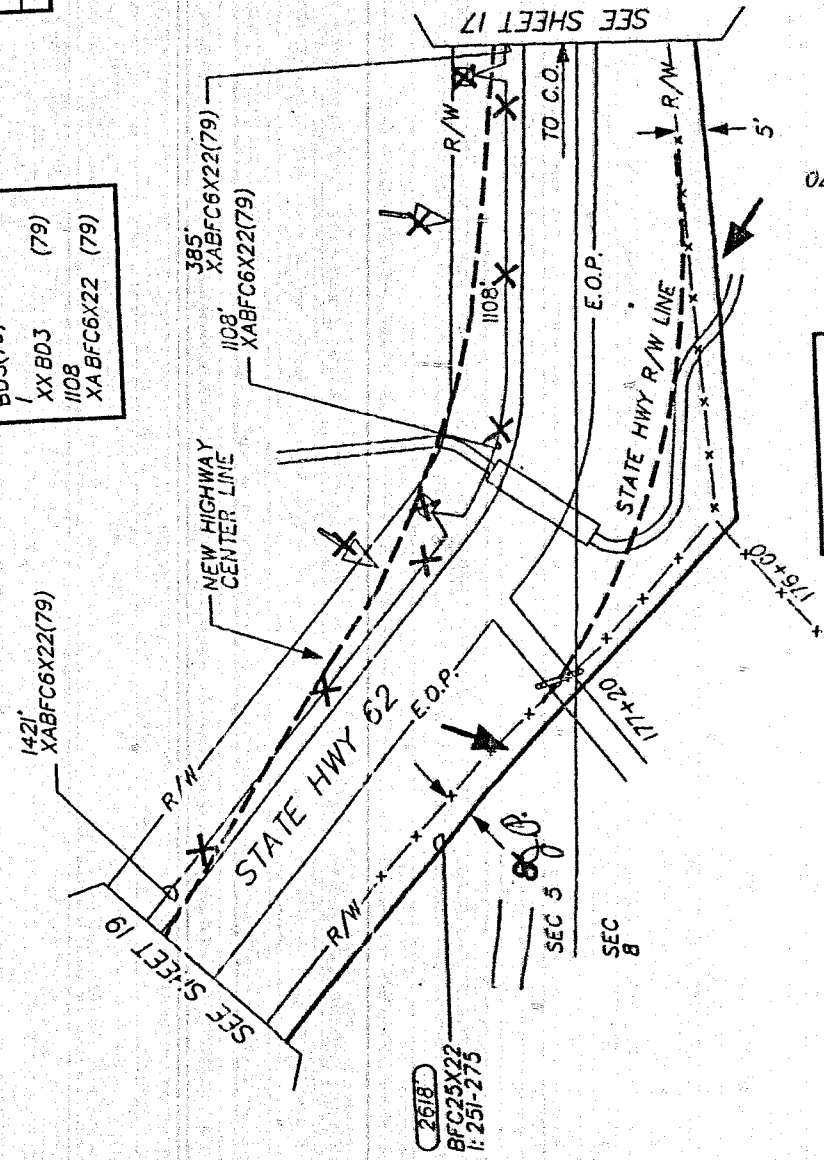 BD3(79)
1
XX BD3 (79)
1108
XA BFC6X22 (79)
SEE SHEET 17
385'
XABFC6X22(79)
1108'
XABFC6X22(79)
R/W
TO C.O.
1108'
R/W
5'
E.O.P.
STATE HWY R/W LINE
NEW HIGHWAY
CENTER LINE
1421'
XABFC6X22(79)
R/W
STATE HWY 62
E.O.P.
176+00
177+20
R/W
SEE SHEET 19
8'
SEC 5
SEC
8
2618'
BFC25X22
1: 251-275